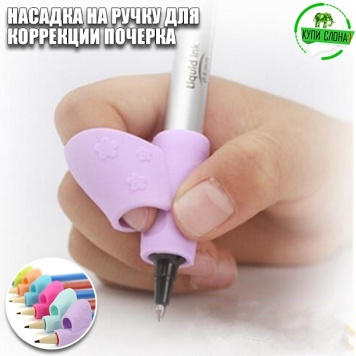 НАСАДКА НА РУЧКУ ДЛЯ
КОРРЕКЦИИ ПОЧЕРКА
КУПИ СЛОНА!
Liquid ink